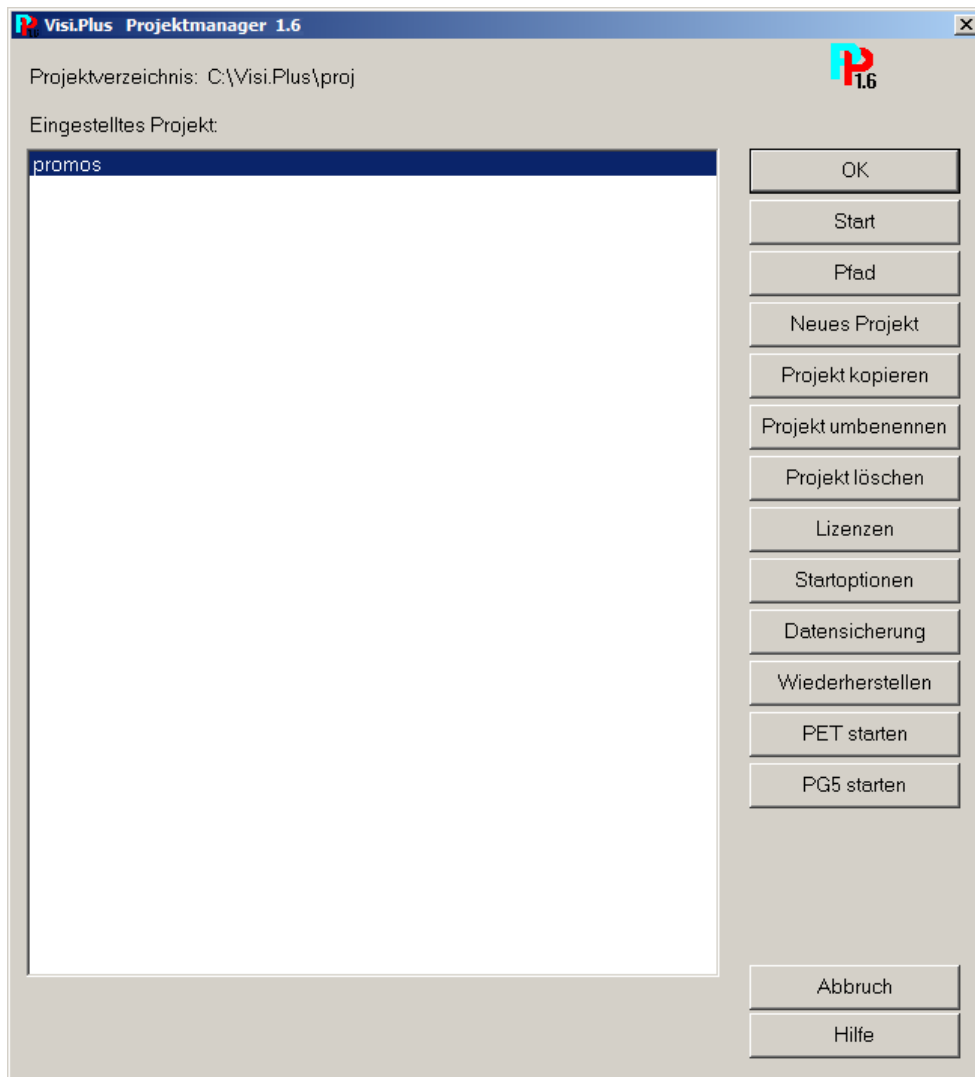 Visi.Plus Projektmanager 1.6
Projektverzeichnis: C:\Visi.Plus\proj
1.6
Eingestelltes Projekt:
promos
OK
Start
Pfad
Neues Projekt
Projekt kopieren
Projekt umbenennen
Projekt löschen
Lizenzen
Startoptionen
Datensicherung
Wiederherstellen
PET starten
PG5 starten
Abbruch
Hilfe